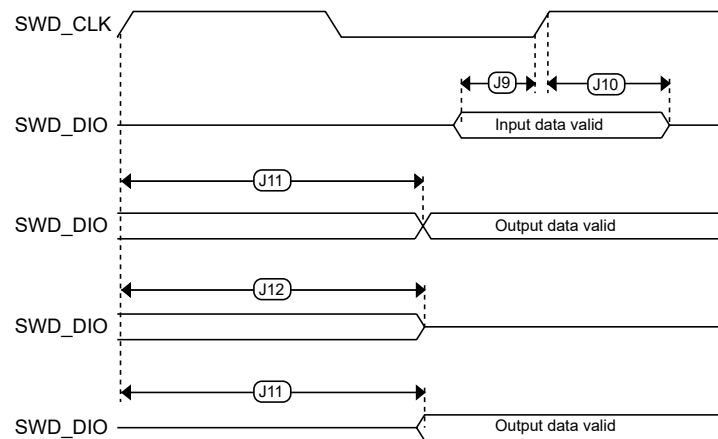 SWD_CLK
J9
J10
SWD_DIO
Input data valid
J11
SWD_DIO
Output data valid
J12
SWD_DIO
J11
SWD_DIO
Output data valid